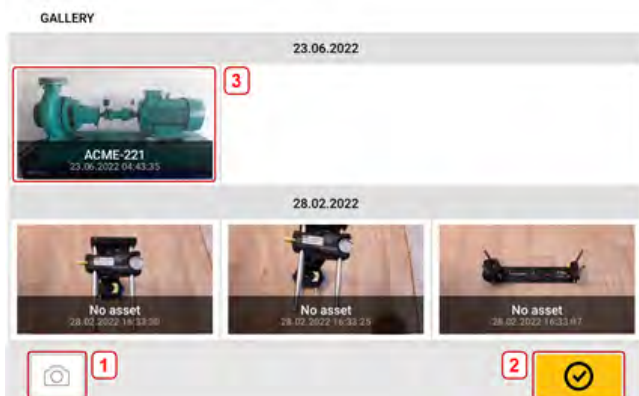 GALLERY
23.06.2022
3
ACME-221
23.06.2022 04:43:35
28.02.2022
No asset
28.02.2022 16:33:30
No asset
28.02.2022 16:33:25
No asset
28.02.2022 16:33:07
1
2